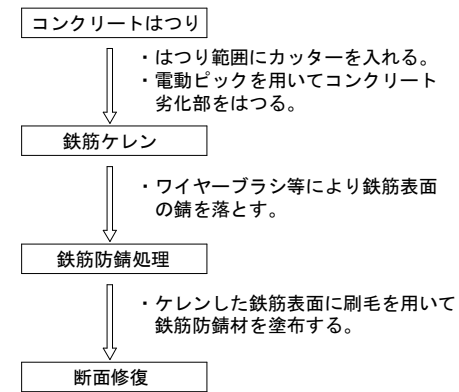 コンクリートはつり
・はつり範囲にカッターを入れる。
・電動ピックを用いてコンクリート
劣化部をはつる。
鉄筋ケレン
・ワイヤーブラシ等により鉄筋表面
の錆を落とす。
鉄筋防錆処理
・ケレンした鉄筋表面に刷毛を用いて
鉄筋防錆材を塗布する。
断面修復